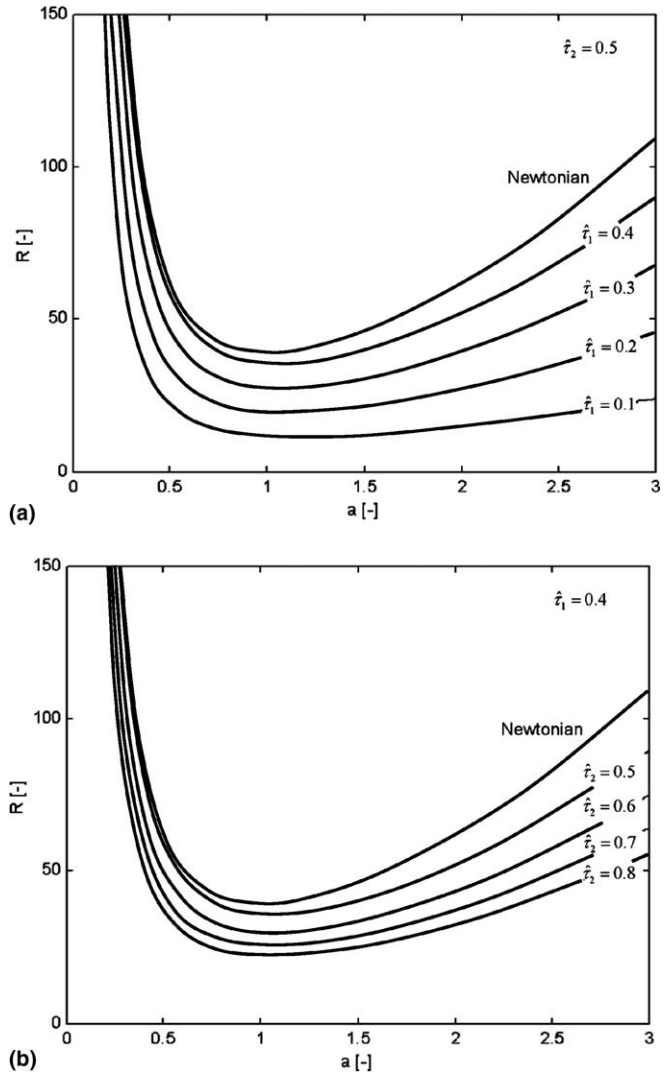 150
τ̂₂ = 0.5
Newtonian
100
τ̂₁ = 0.4
R [-]
τ̂₁ = 0.3
50
τ̂₁ = 0.2
τ̂₁ = 0.1
0
0 0.5 1 1.5 2 2.5 3
(a)
a [-]
150
τ̂₁ = 0.4
Newtonian
100
τ̂₂ = 0.5
R [-]
τ̂₂ = 0.6
τ̂₂ = 0.7
50
τ̂₂ = 0.8
0
0 0.5 1 1.5 2 2.5 3
(b)
a [-]